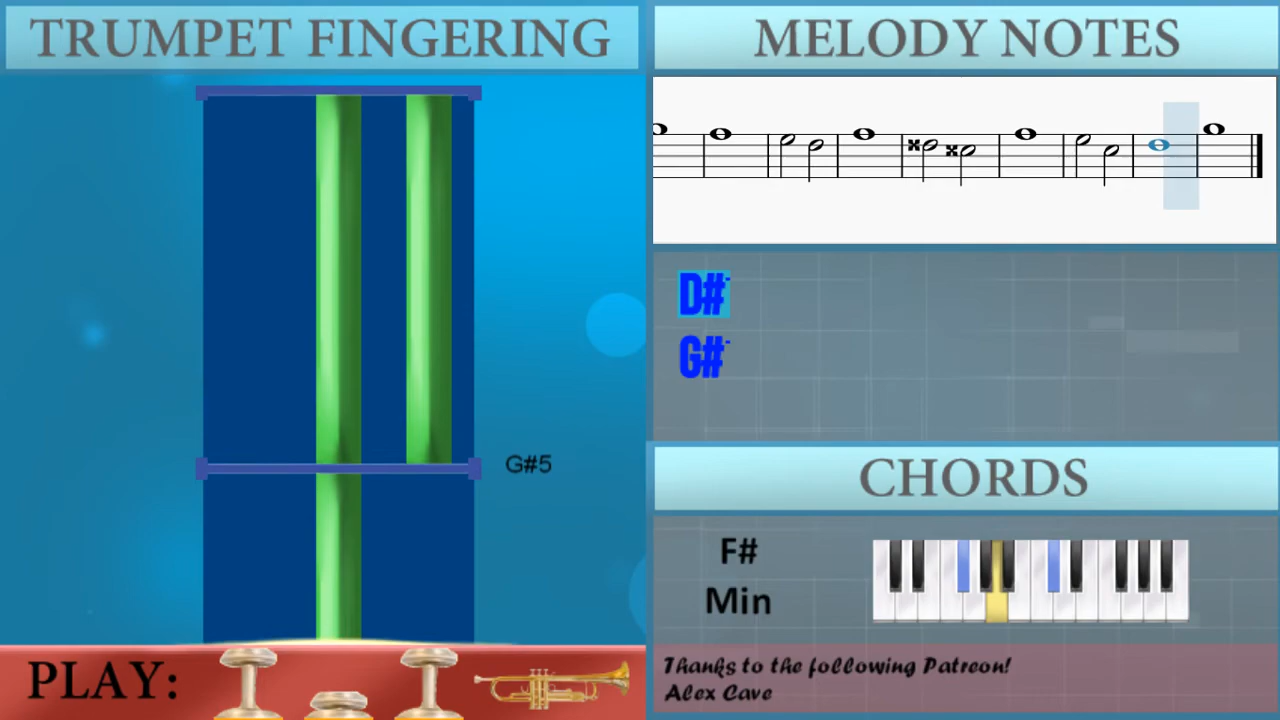 TRUMPET FINGERING
MELODY NOTES
D#-
G#-
G#5
CHORDS
F#
Min
PLAY:
Thanks to the following Patreon!
Alex Cave